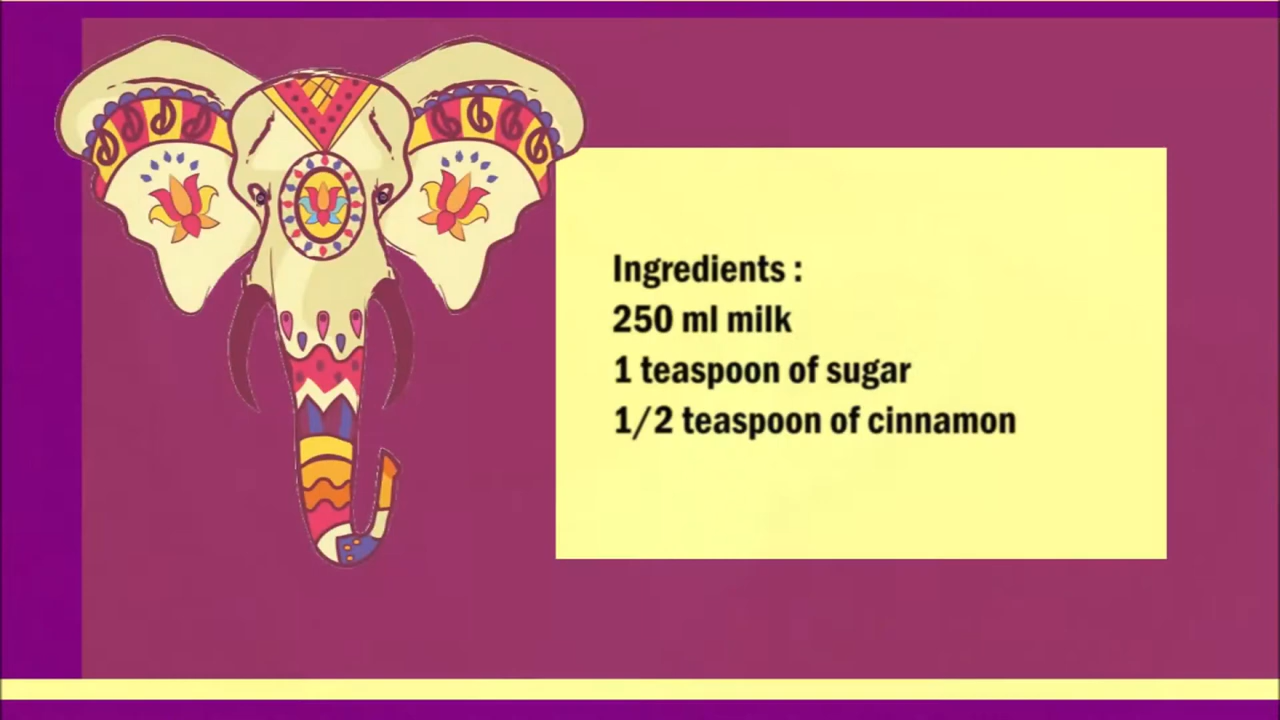 Ingredients :
250 ml milk
1 teaspoon of sugar
1/2 teaspoon of cinnamon